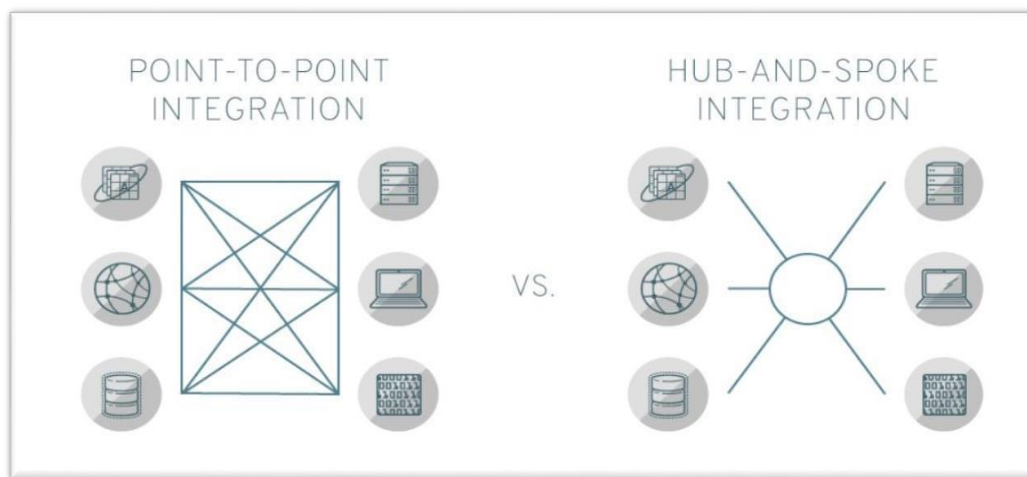 POINT-TO-POINT
INTEGRATION
VS.
HUB-AND-SPOKE
INTEGRATION